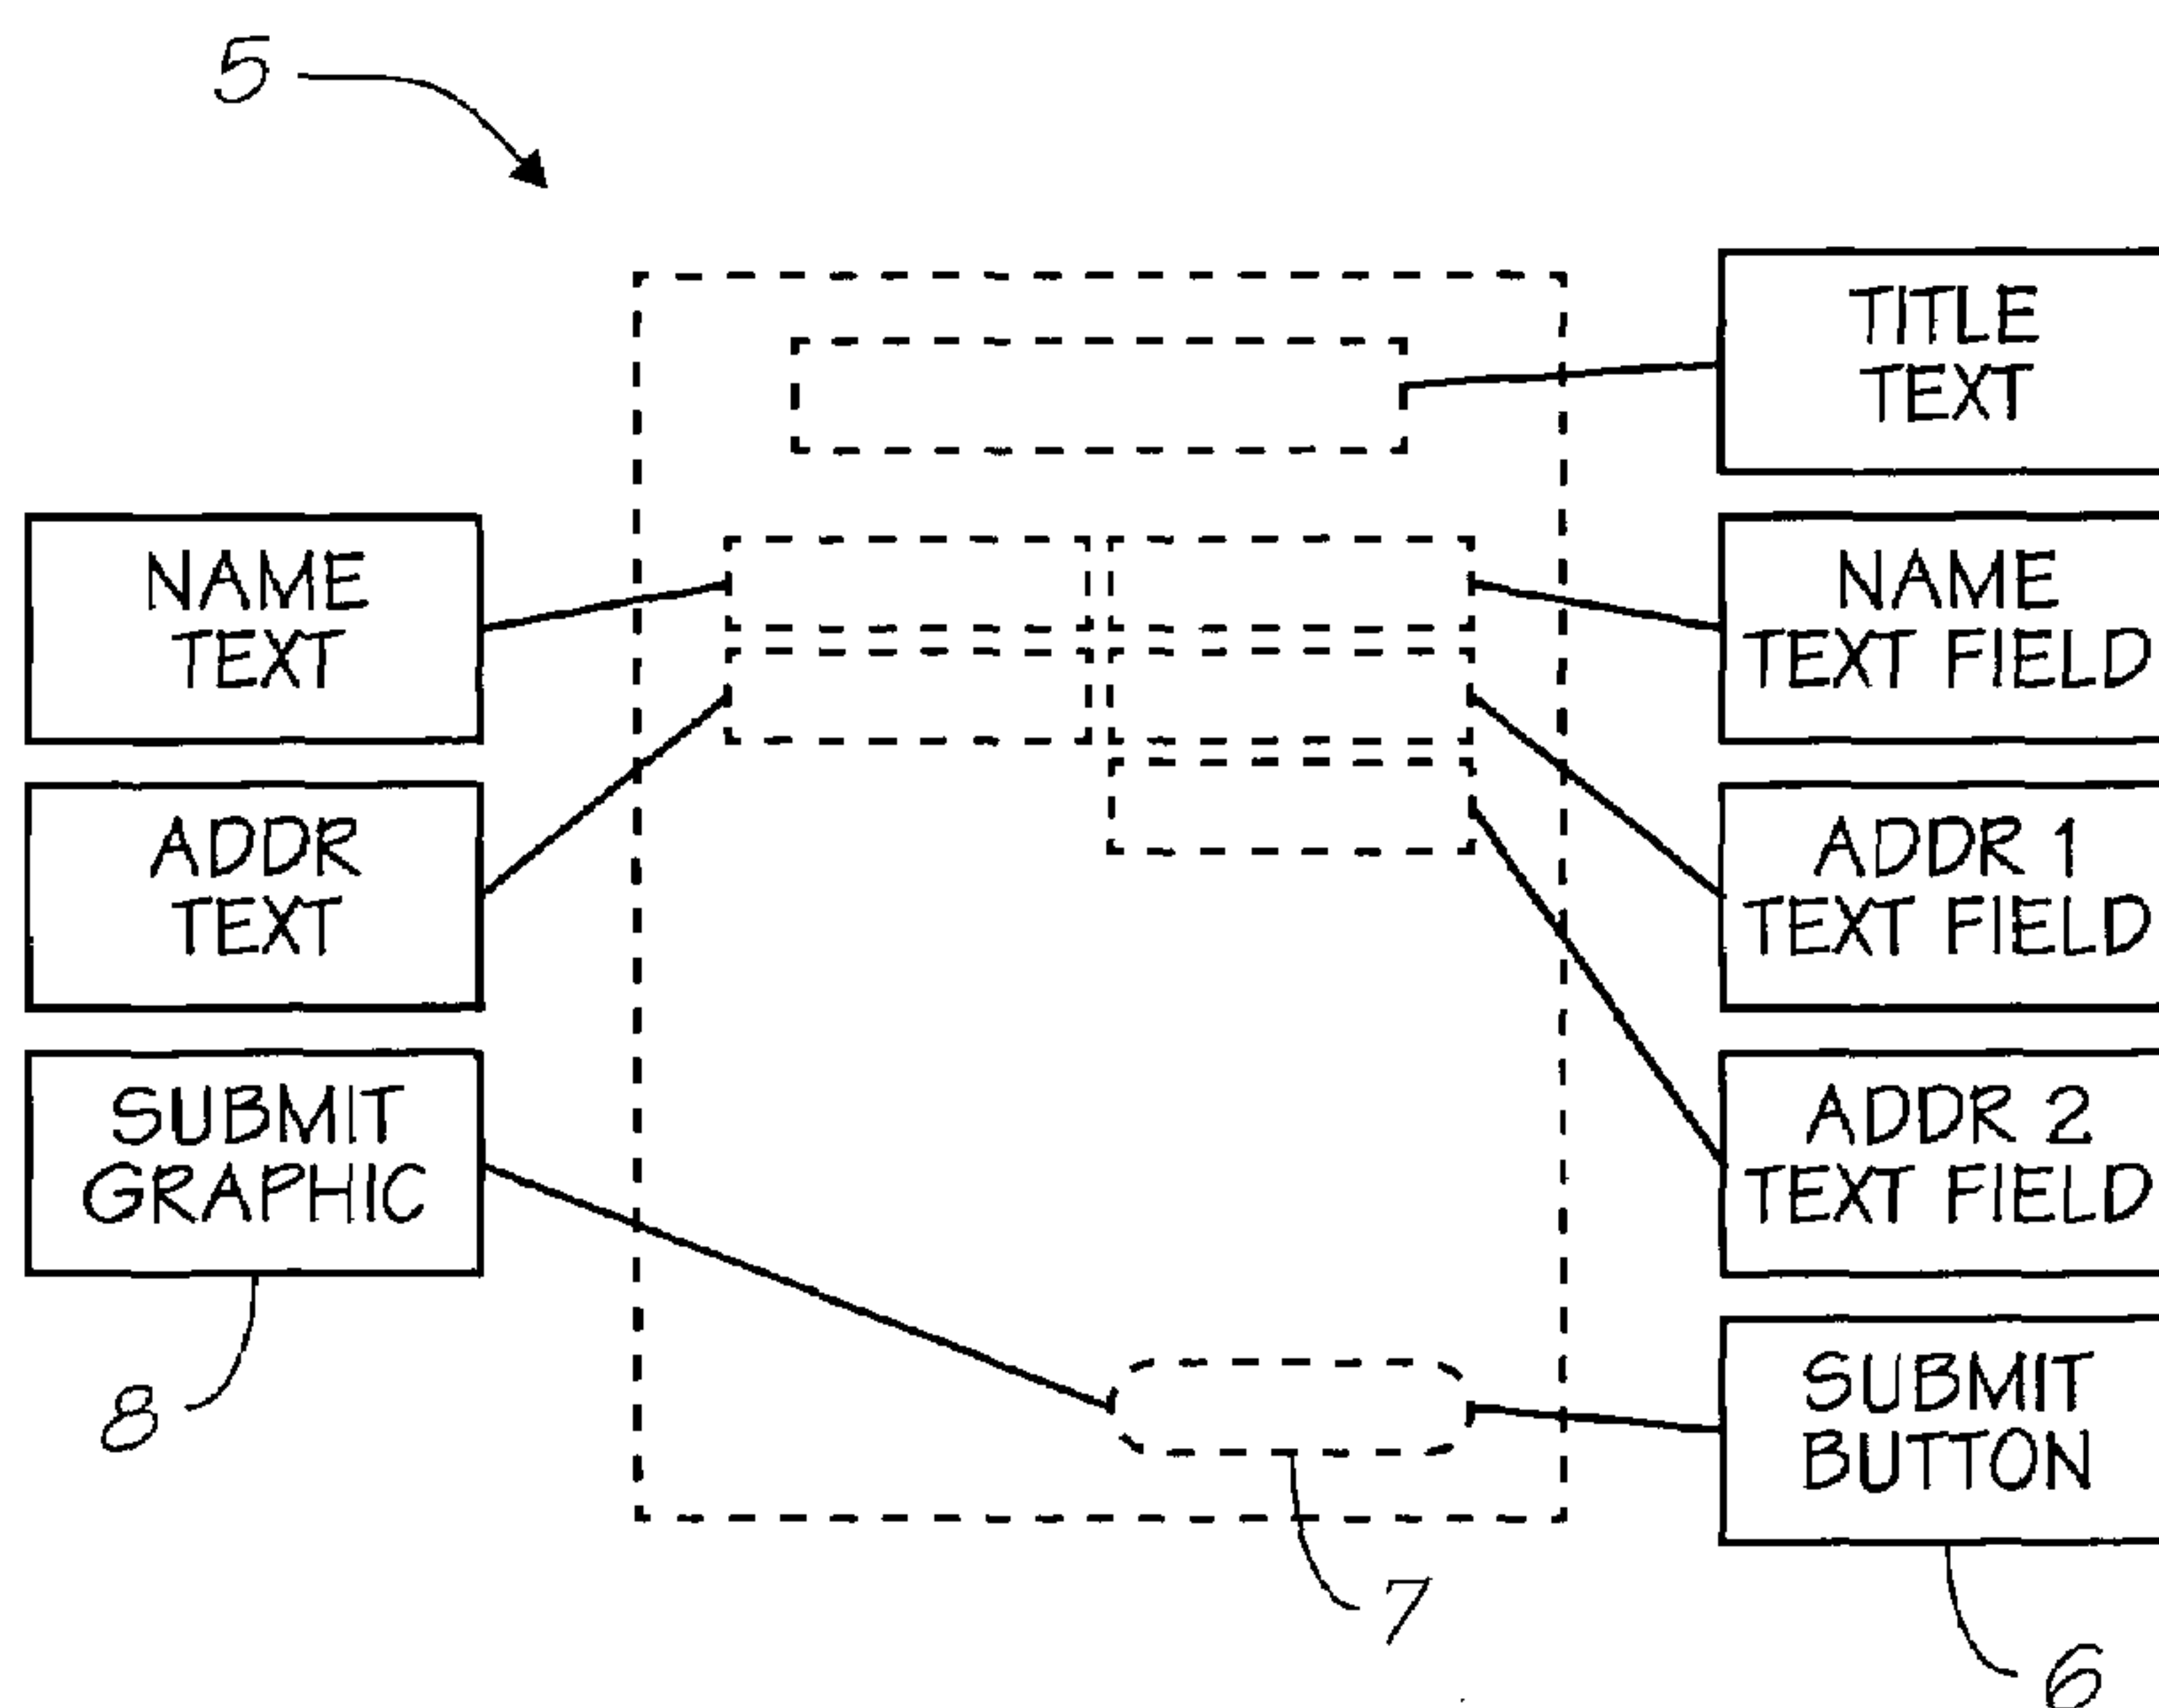 5
TITLE
TEXT
NAME
TEXT
NAME
TEXT FIELD
ADDR
TEXT
ADDR 1
TEXT FIELD
SUBMIT
GRAPHIC
ADDR 2
TEXT FIELD
SUBMIT
BUTTON
8
7
6